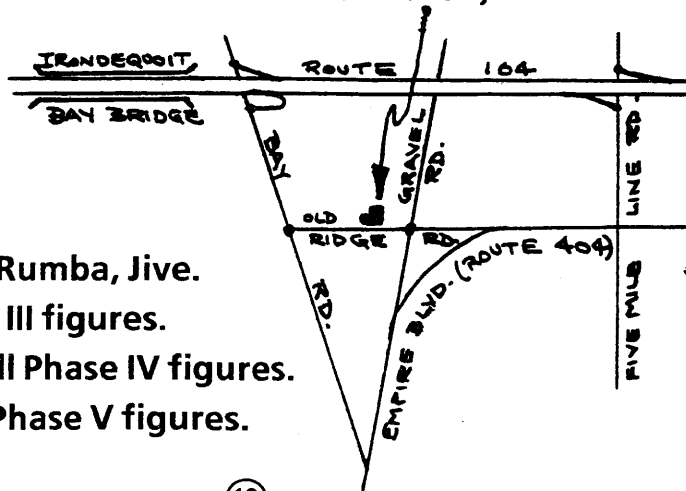 IRONDEQUOIT
BAY BRIDGE
ROUTE 104
BAY
RD.
GRAVEL
RD.
OLD
RIDGE RD.
EMPIRE BLVD. (ROUTE 404)
FIVE MILE LINE RD.
Rumba, Jive.
III figures.
Phase IV figures.
Phase V figures.